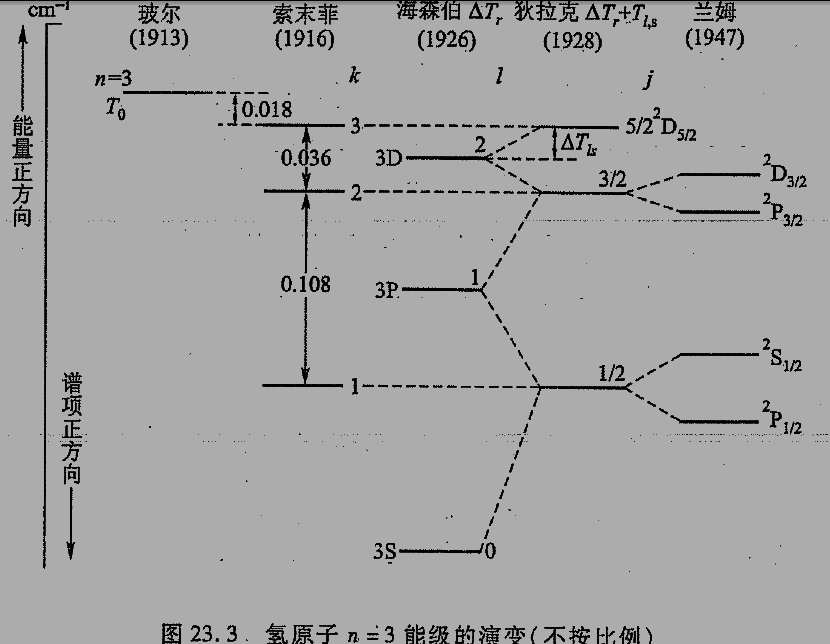 cm⁻¹ 玻尔 索末菲 海森伯 ΔTᵣ 狄拉克 ΔTᵣ+Tₗ,ₛ 兰姆
(1913) (1916) (1926) (1928) (1947)
k l j
n=3
T₀
0.018
3 5/2 ²D₅/₂
ΔTₗₛ
0.036 3D 2
3/2 ²D₃/₂
2
²P₃/₂
0.108 3P 1
²S₁/₂
1 1/2
²P₁/₂
3S 0
能量正方向
谱项正方向
图 23.3 氢原子 n = 3 能级的演变(不按比例)